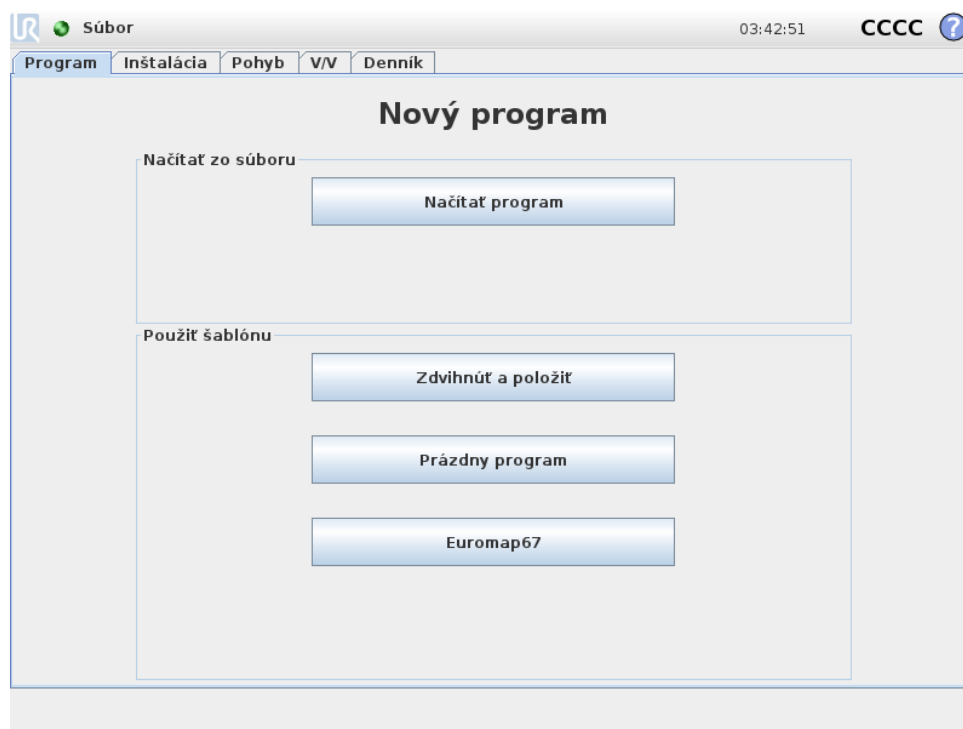 UR Súbor 03:42:51 CCCC ?
Program Inštalácia Pohyb V/V Denník
Nový program
Načítať zo súboru
Načítať program
Použiť šablónu
Zdvihnúť a položiť
Prázdny program
Euromap67